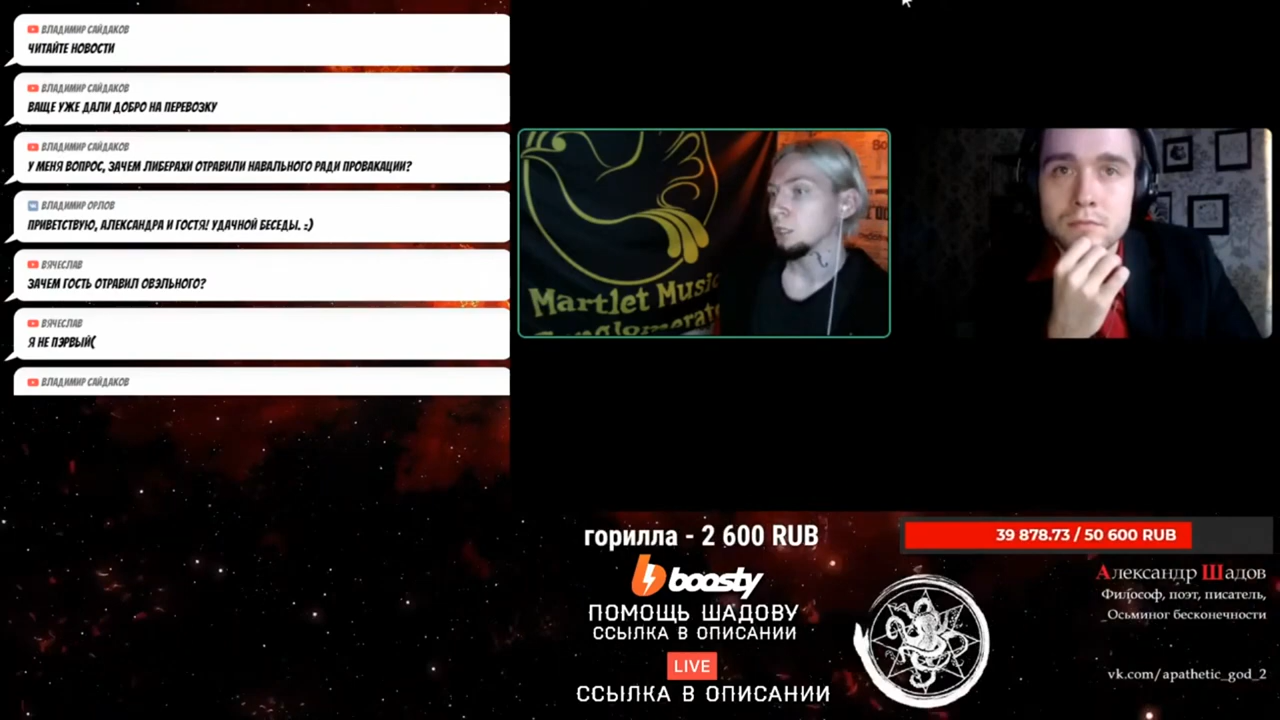 ВЛАДИМИР САЙДАКОВ
ЧИТАЙТЕ НОВОСТИ
ВЛАДИМИР САЙДАКОВ
ВАЩЕ УЖЕ ДАЛИ ДОБРО НА ПЕРЕВОЗКУ
ВЛАДИМИР САЙДАКОВ
У МЕНЯ ВОПРОС, ЗАЧЕМ ЛИБЕРАХИ ОТРАВИЛИ НАВАЛЬНОГО РАДИ ПРОВАКАЦИИ?
ВЛАДИМИР ОРЛОВ
ПРИВЕТСТВУЮ, АЛЕКСАНДРА И ГОСТЯ! УДАЧНОЙ БЕСЕДЫ. :)
ВЯЧЕСЛАВ
ЗАЧЕМ ГОСТЬ ОТРАВИЛ ОВЭЛЬНОГО?
ВЯЧЕСЛАВ
Я НЕ ПЭРВЫЙ(
ВЛАДИМИР САЙДАКОВ
Martlet Music
Conglomerate
горилла - 2 600 RUB
boosty
ПОМОЩЬ ШАДОВУ
ССЫЛКА В ОПИСАНИИ
LIVE
ССЫЛКА В ОПИСАНИИ
39 878.73 / 50 600 RUB
Александр Шадов
Философ, поэт, писатель,
Осьминог бесконечности
vk.com/apathetic_god_2